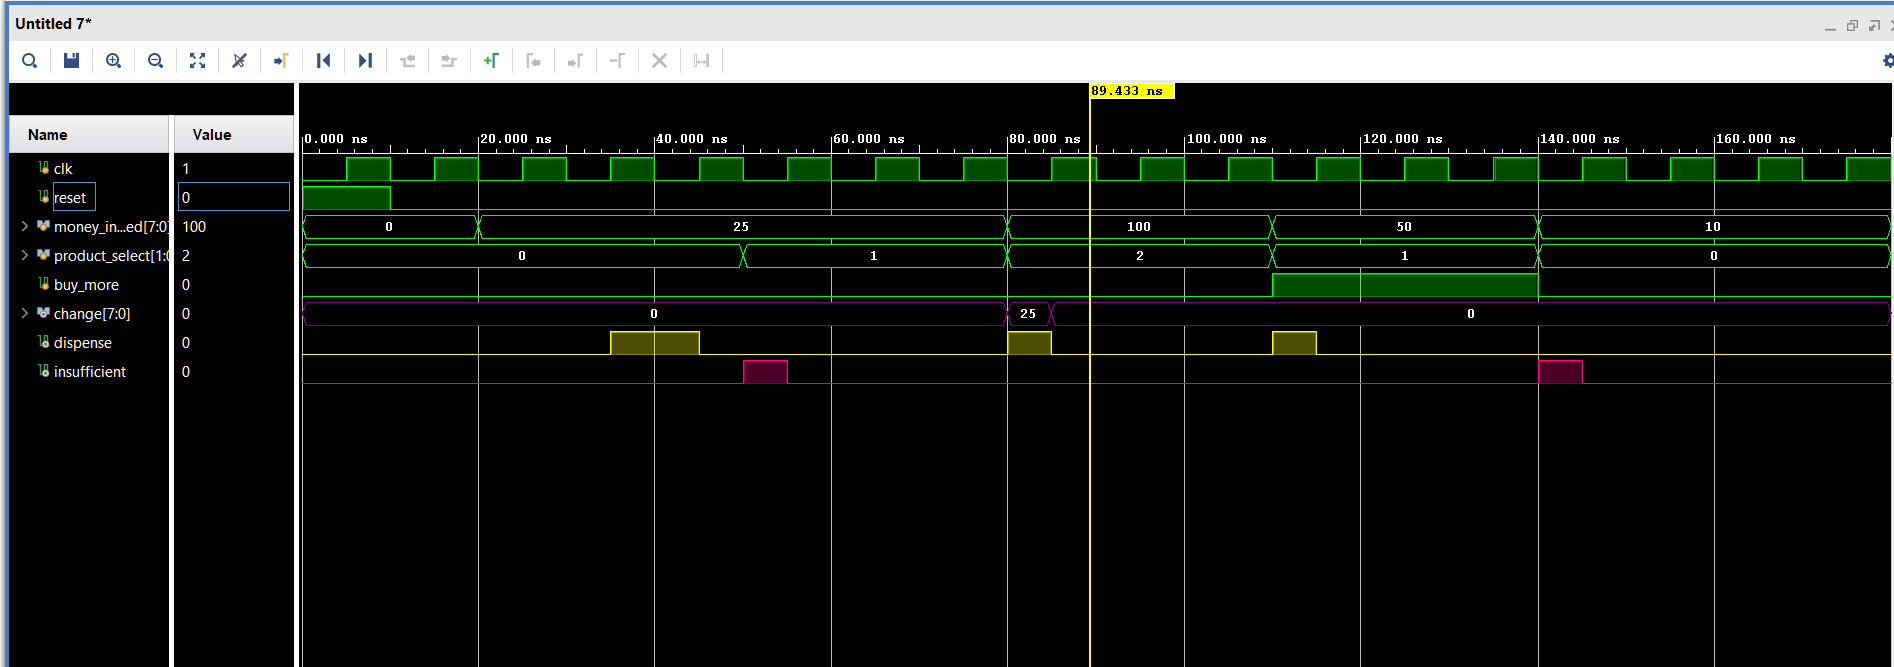 Untitled 7*
89.433 ns
Name Value
0.000 ns 20.000 ns 40.000 ns 60.000 ns 80.000 ns 100.000 ns 120.000 ns 140.000 ns 160.000 ns
clk 1
reset 0
money_in...ed[7:0] 100 0 25 100 50 10
product_select[1:0 2 0 1 2 1 0
buy_more 0
change[7:0] 0 0 25 0
dispense 0
insufficient 0